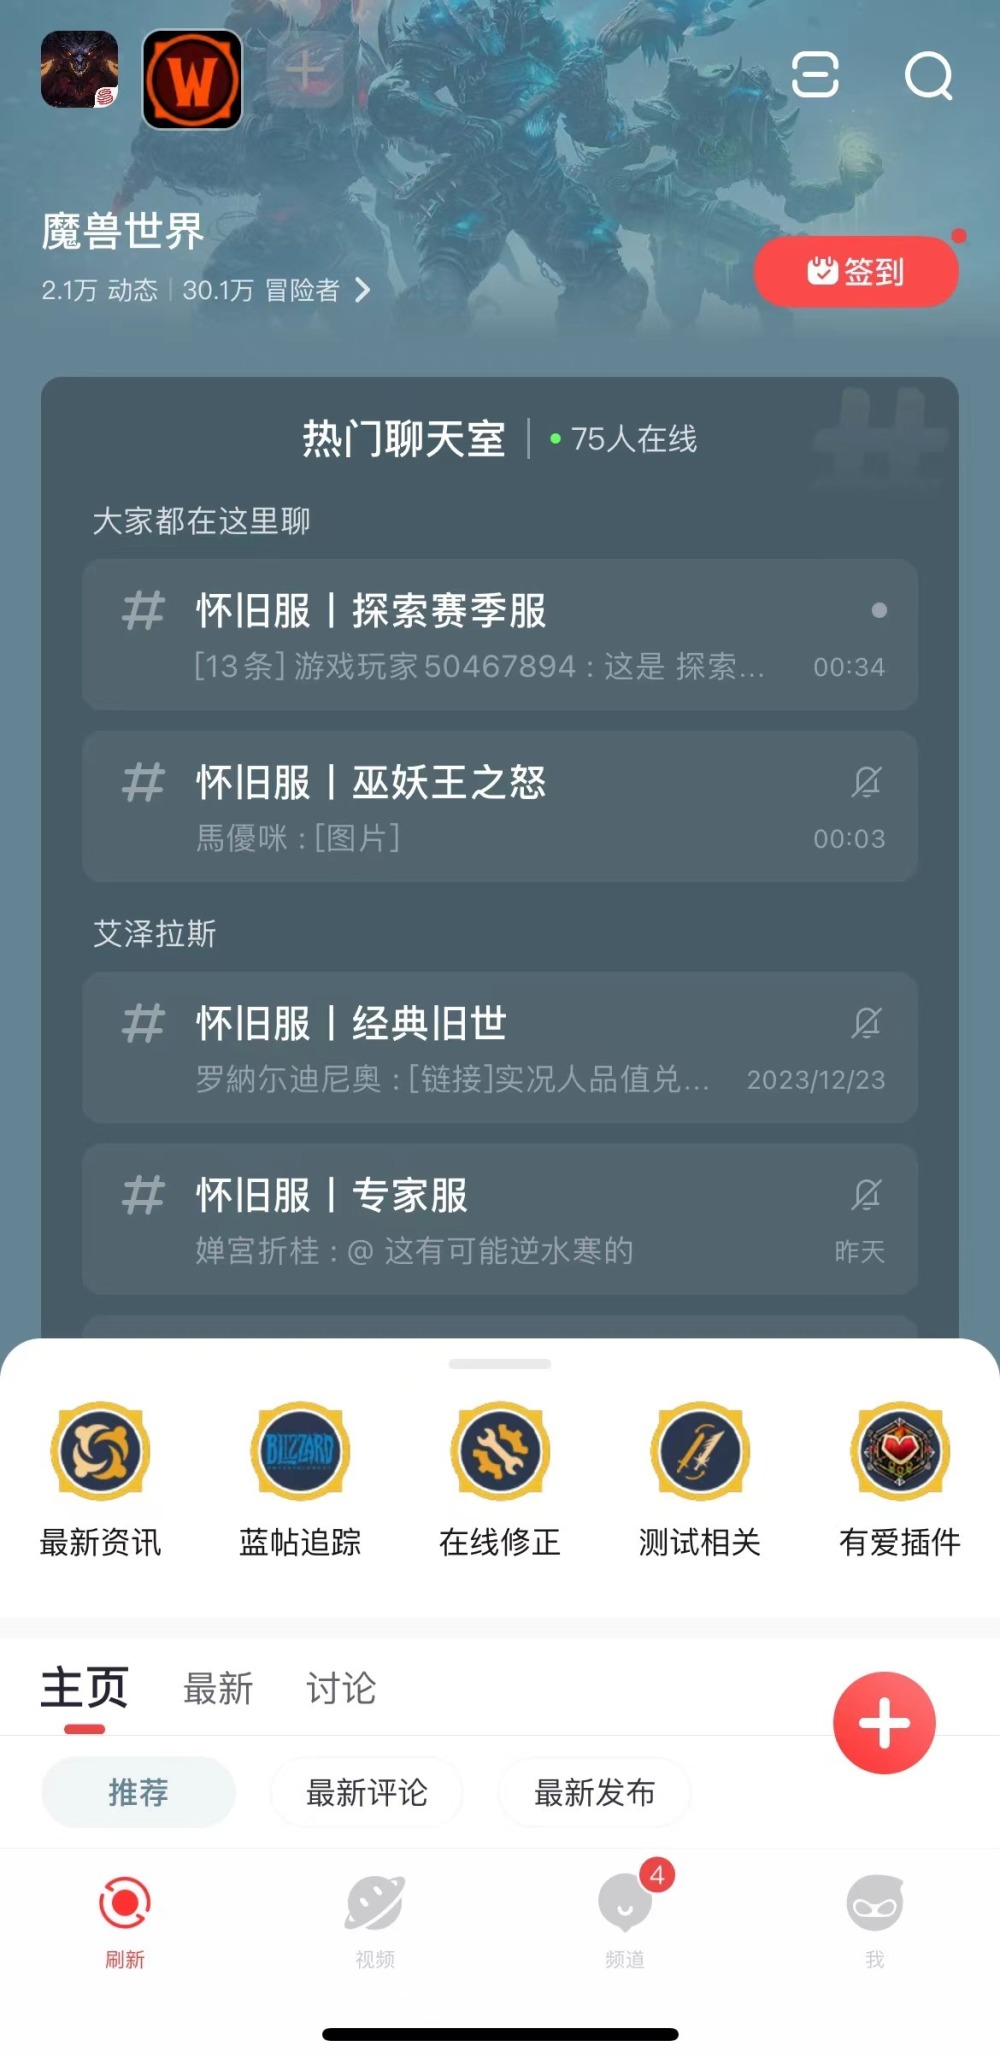 W
魔兽世界
2.1万 动态 | 30.1万 冒险者
签到
热门聊天室 | 75人在线
大家都在这里聊
# 怀旧服丨探索赛季服
[13条] 游戏玩家50467894 : 这是 探索... 00:34
# 怀旧服丨巫妖王之怒
馬優咪 : [图片] 00:03
艾泽拉斯
# 怀旧服丨经典旧世
罗納尓迪尼奥 : [链接]实况人品值兑... 2023/12/23
# 怀旧服丨专家服
婵宮折桂 : @ 这有可能逆水寒的 昨天
BLIZZARD
最新资讯 蓝帖追踪 在线修正 测试相关 有爱插件
主页 最新 讨论
推荐 最新评论 最新发布
4
刷新 视频 频道 我